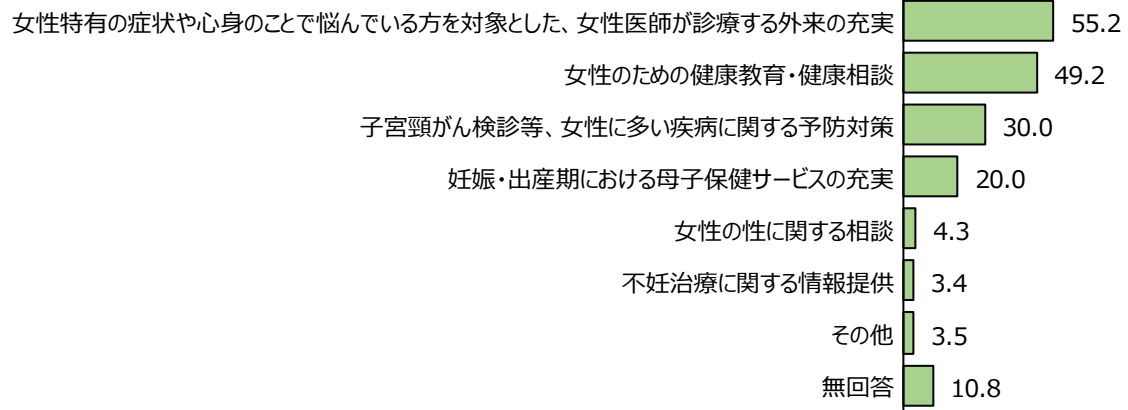 女性特有の症状や心身のことで悩んでいる方を対象とした、女性医師が診療する外来の充実 55.2
女性のための健康教育・健康相談 49.2
子宮頸がん検診等、女性に多い疾病に関する予防対策 30.0
妊娠・出産期における母子保健サービスの充実 20.0
女性の性に関する相談 4.3
不妊治療に関する情報提供 3.4
その他 3.5
無回答 10.8